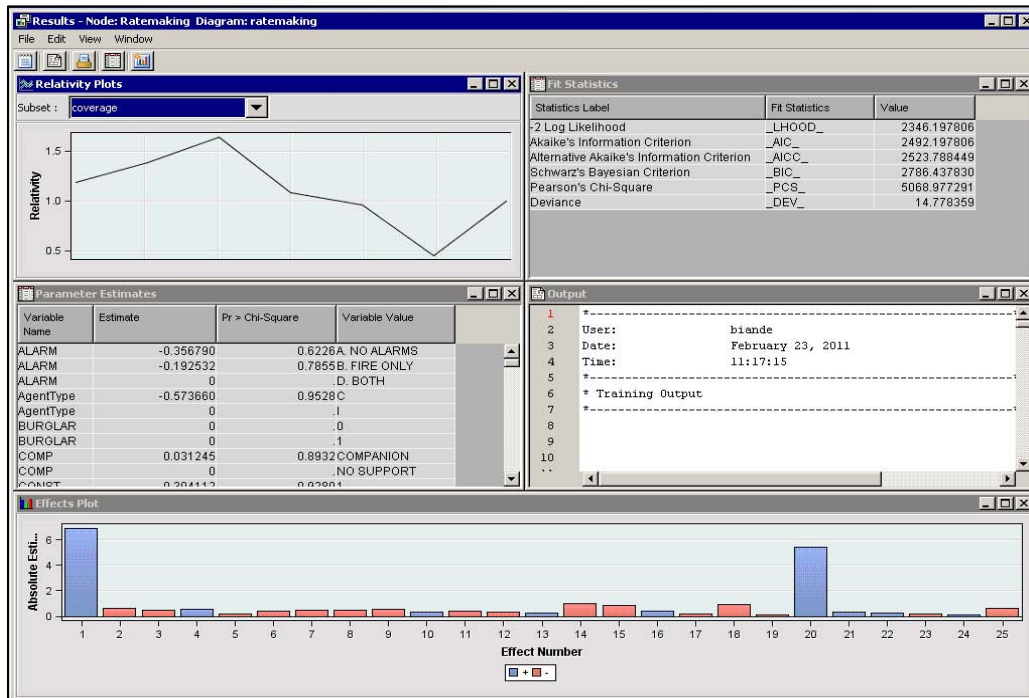 Results - Node: Ratemaking Diagram: ratemaking
File Edit View Window
Relativity Plots
Subset : coverage
1.5
1.0
0.5
Relativity
Fit Statistics
Statistics Label Fit Statistics Value
-2 Log Likelihood _LHOOD_ 2346.197806
Akaike's Information Criterion _AIC_ 2492.197806
Alternative Akaike's Information Criterion _AICC_ 2523.788449
Schwarz's Bayesian Criterion _BIC_ 2786.437830
Pearson's Chi-Square _PCS_ 5068.977291
Deviance _DEV_ 14.778359
Parameter Estimates
Variable Name Estimate Pr > Chi-Square Variable Value
ALARM -0.356790 0.6226 A. NO ALARMS
ALARM -0.192532 0.7855 B. FIRE ONLY
ALARM 0 . D. BOTH
AgentType -0.573660 0.9528 C
AgentType 0 . I
BURGLAR 0 . 0
BURGLAR 0 . 1
COMP 0.031245 0.8932 COMPANION
COMP 0 . NO SUPPORT
Output
1 *------------------------------------------------------------*
2 User: biande
3 Date: February 23, 2011
4 Time: 11:17:15
5 *------------------------------------------------------------*
6 * Training Output
7 *------------------------------------------------------------*
8
9
10
Effects Plot
Absolute Esti...
6
4
2
0
1 2 3 4 5 6 7 8 9 10 11 12 13 14 15 16 17 18 19 20 21 22 23 24 25
Effect Number
+ -